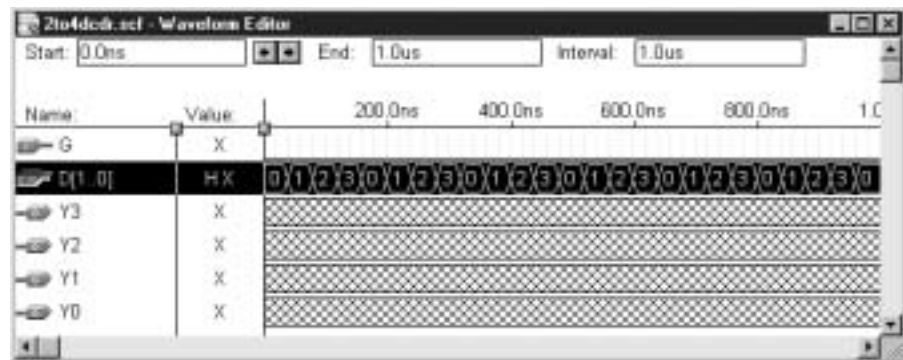 2to4dcdr.scf - Waveform Editor
Start: 0.0ns End: 1.0us Interval: 1.0us
Name: Value: 200.0ns 400.0ns 600.0ns 800.0ns 1.0
G X
D[1..0] H X 0 1 2 3 0 1 2 3 0 1 2 3 0 1 2 3 0 1 2 3 0 1 2 3 0
Y3 X
Y2 X
Y1 X
Y0 X